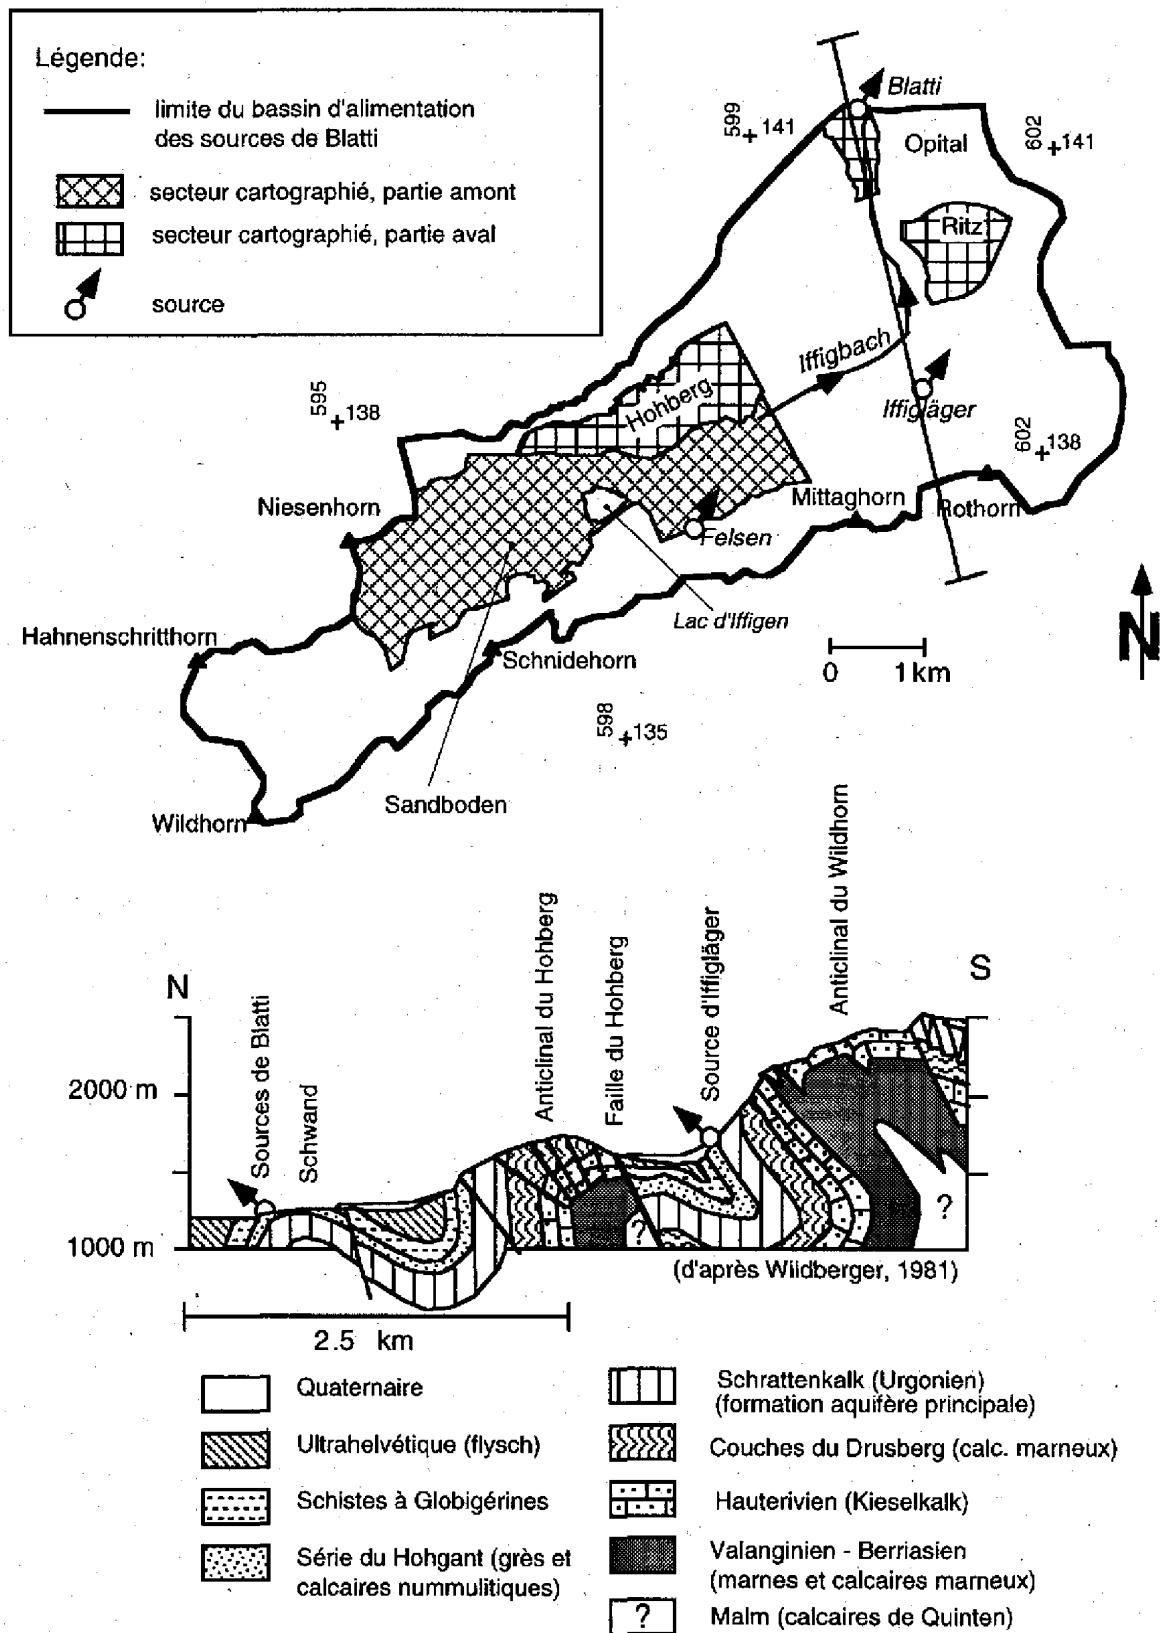 Légende:
limite du bassin d'alimentation
des sources de Blatti
secteur cartographié, partie amont
secteur cartographié, partie aval
source
Blatti
599
+141
Opital
602
+141
Ritz
Iffigbach
595
+138
Hohberg
Iffigläger
602
+138
Niesenhorn
Mittaghorn
Rothorn
Felsen
Lac d'Iffigen
Hahnenschritthorn
Schnidehorn
0
1 km
N
598
+135
Sandboden
Wildhorn
N
S
Sources de Blatti
Schwand
Anticlinal du Hohberg
Faille du Hohberg
Source d'Iffigläger
Anticlinal du Wildhorn
2000 m
1000 m
?
?
(d'après Wildberger, 1981)
2.5 km
Quaternaire
Ultrahelvétique (flysch)
Schistes à Globigérines
Série du Hohgant (grès et
calcaires nummulitiques)
Schrattenkalk (Urgonien)
(formation aquifère principale)
Couches du Drusberg (calc. marneux)
Hauterivien (Kieselkalk)
Valanginien - Berriasien
(marnes et calcaires marneux)
?
Malm (calcaires de Quinten)